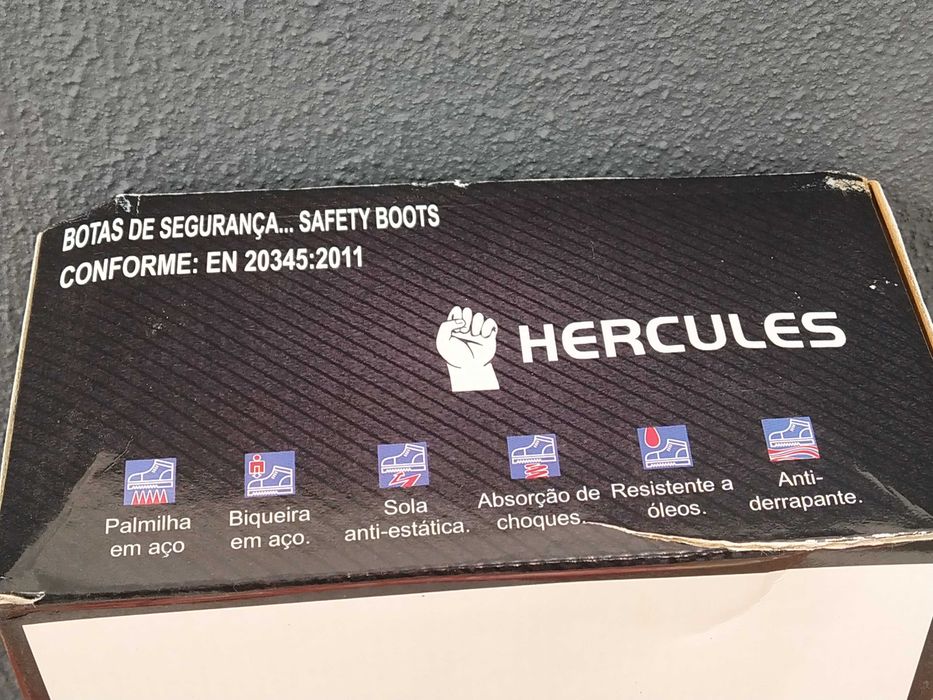 BOTAS DE SEGURANÇA... SAFETY BOOTS
CONFORME: EN 20345:2011
HERCULES
Palmilha
em aço
Biqueira
em aço.
Sola
anti-estática.
Absorção de
choques.
Resistente a
óleos.
Anti-
derrapante.